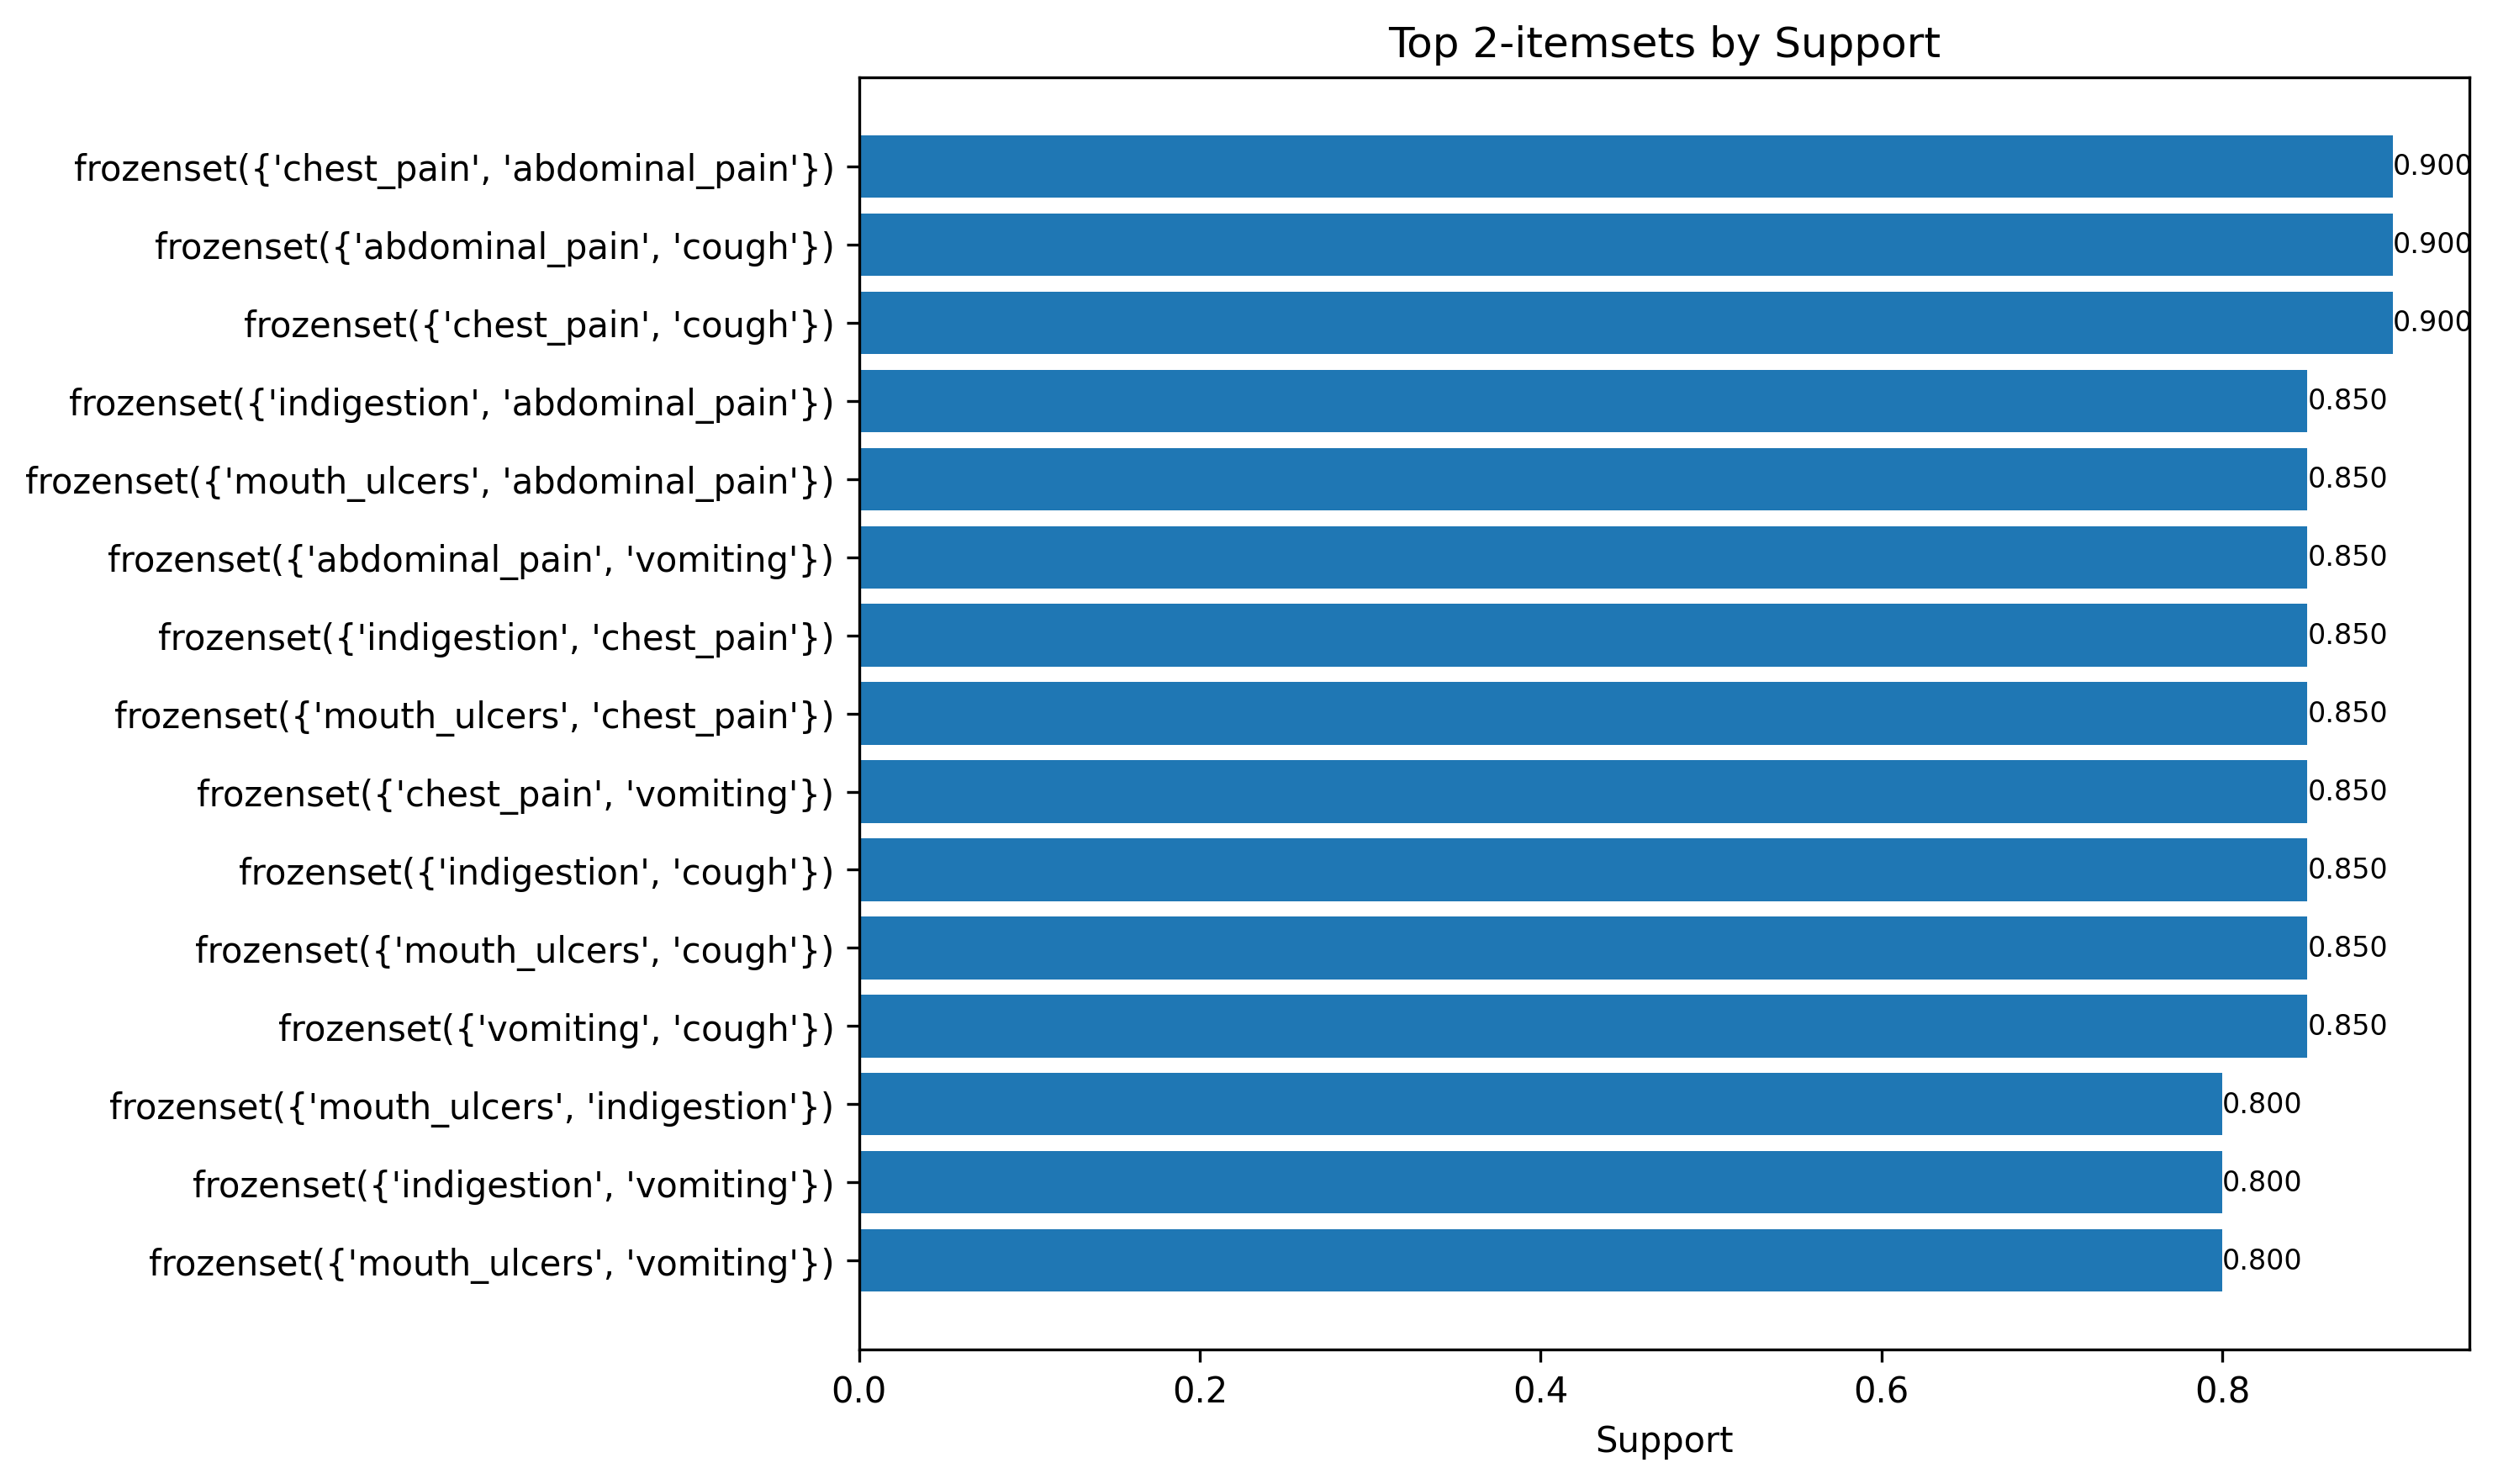 Top 2-itemsets by Support
frozenset({'chest_pain', 'abdominal_pain'})
0.900
frozenset({'abdominal_pain', 'cough'})
0.900
frozenset({'chest_pain', 'cough'})
0.900
frozenset({'indigestion', 'abdominal_pain'})
0.850
frozenset({'mouth_ulcers', 'abdominal_pain'})
0.850
frozenset({'abdominal_pain', 'vomiting'})
0.850
frozenset({'indigestion', 'chest_pain'})
0.850
frozenset({'mouth_ulcers', 'chest_pain'})
0.850
frozenset({'chest_pain', 'vomiting'})
0.850
frozenset({'indigestion', 'cough'})
0.850
frozenset({'mouth_ulcers', 'cough'})
0.850
frozenset({'vomiting', 'cough'})
0.850
frozenset({'mouth_ulcers', 'indigestion'})
0.800
frozenset({'indigestion', 'vomiting'})
0.800
frozenset({'mouth_ulcers', 'vomiting'})
0.800
0.0 0.2 0.4 0.6 0.8
Support